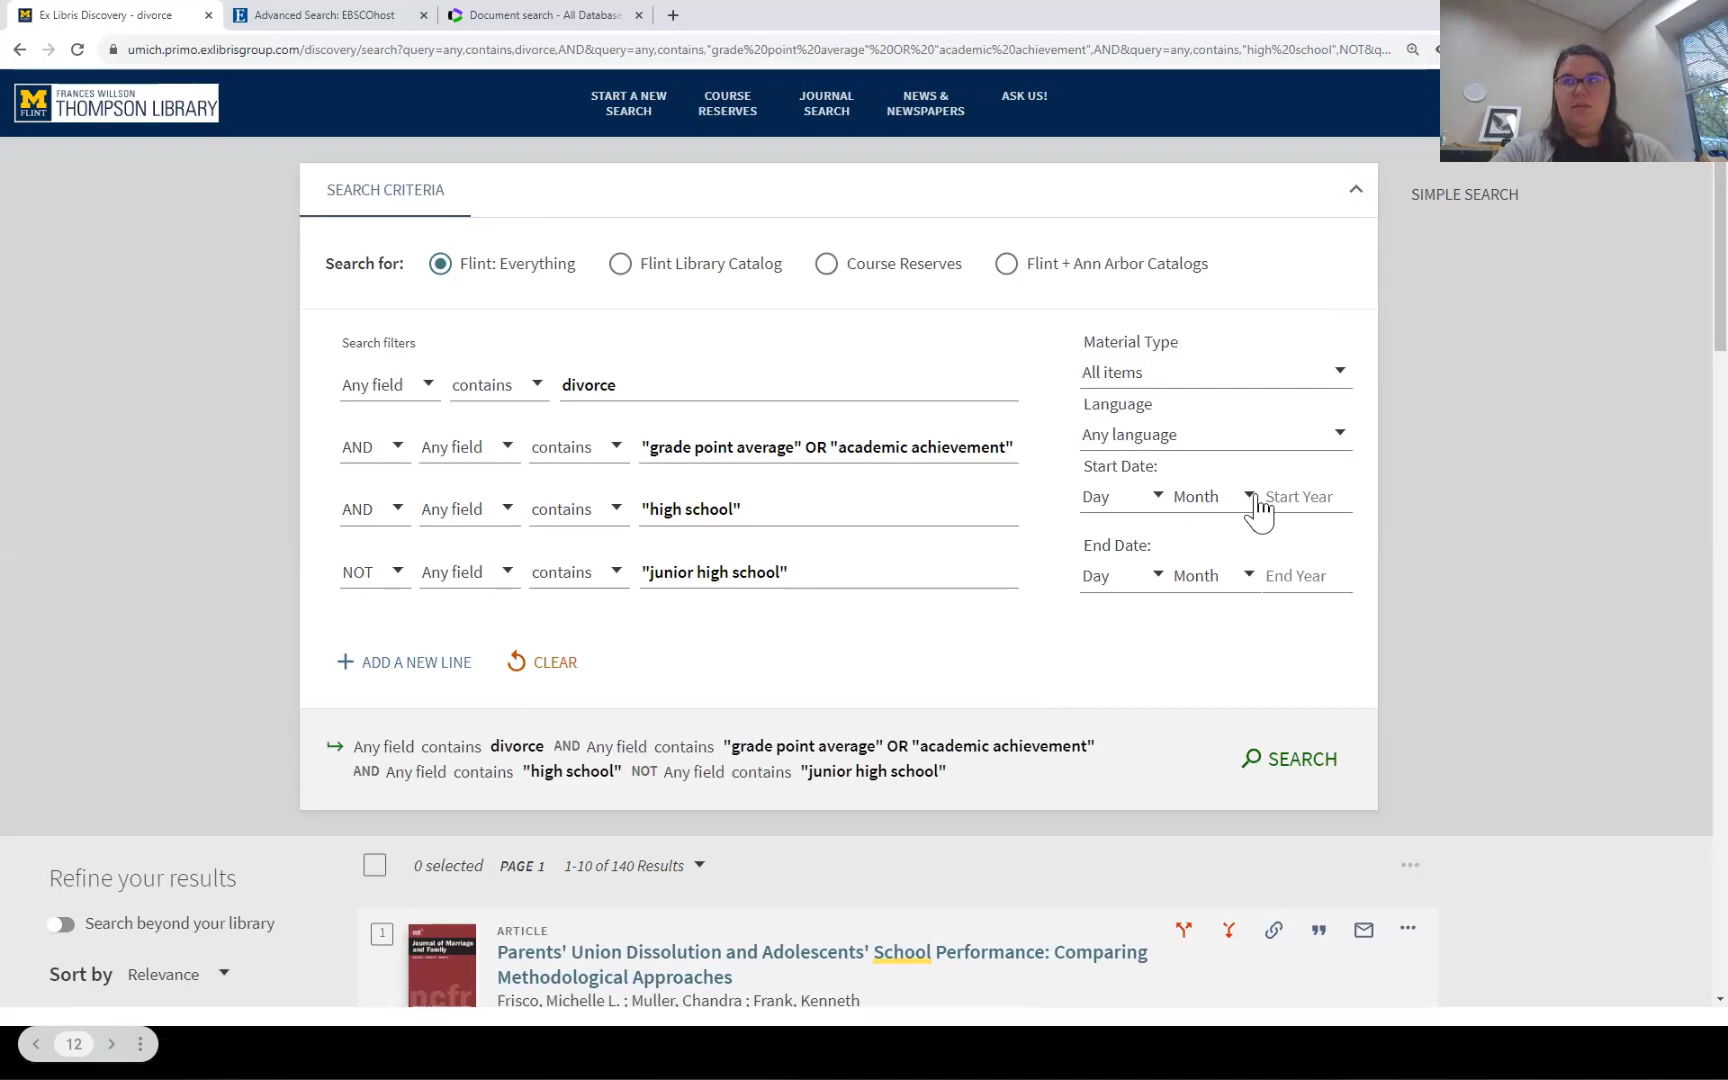 Ex Libris Discovery - divorce
Advanced Search: EBSCOhost
Document search - All Database
umich.primo.exlibrisgroup.com/discovery/search?query=any,contains,divorce,AND&query=any,contains,"grade%20point%20average"%20OR%20"academic%20achievement",AND&query=any,contains,"high%20school",NOT&q...
M FLINT
FRANCES WILLSON
THOMPSON LIBRARY
START A NEW SEARCH
COURSE RESERVES
JOURNAL SEARCH
NEWS & NEWSPAPERS
ASK US!
SEARCH CRITERIA
SIMPLE SEARCH
Search for: Flint: Everything Flint Library Catalog Course Reserves Flint + Ann Arbor Catalogs
Search filters
Any field contains divorce
AND Any field contains "grade point average" OR "academic achievement"
AND Any field contains "high school"
NOT Any field contains "junior high school"
Material Type
All items
Language
Any language
Start Date:
Day Month Start Year
End Date:
Day Month End Year
+ ADD A NEW LINE CLEAR
Any field contains divorce AND Any field contains "grade point average" OR "academic achievement"
AND Any field contains "high school" NOT Any field contains "junior high school"
SEARCH
Refine your results
Search beyond your library
Sort by Relevance
0 selected PAGE 1 1-10 of 140 Results
1
Journal of Marriage and Family
ncfr
ARTICLE
Parents' Union Dissolution and Adolescents' School Performance: Comparing
Methodological Approaches
Frisco, Michelle L. ; Muller, Chandra ; Frank, Kenneth
12